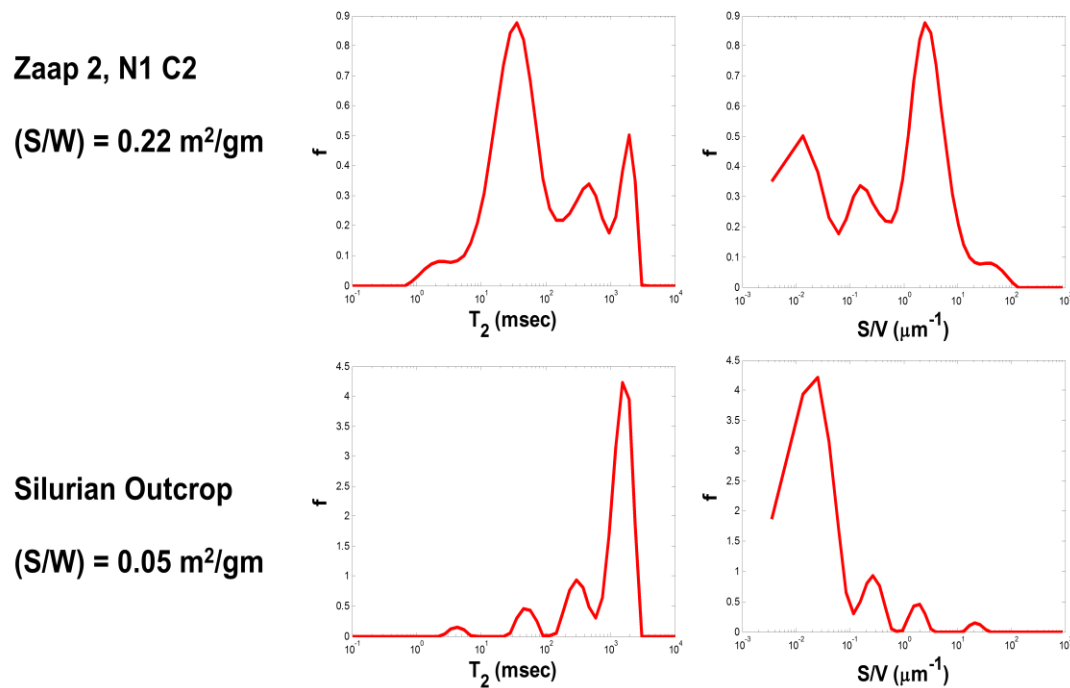 Zaap 2, N1 C2
(S/W) = 0.22 m²/gm
0.9
0.8
0.7
0.6
0.5
0.4
0.3
0.2
0.1
0
f
10⁻¹ 10⁰ 10¹ 10² 10³ 10⁴
T₂ (msec)
0.9
0.8
0.7
0.6
0.5
0.4
0.3
0.2
0.1
0
f
10⁻³ 10⁻² 10⁻¹ 10⁰ 10¹ 10²
S/V (μm⁻¹)
Silurian Outcrop
(S/W) = 0.05 m²/gm
4.5
4
3.5
3
2.5
2
1.5
1
0.5
0
f
10⁻¹ 10⁰ 10¹ 10² 10³ 10⁴
T₂ (msec)
4.5
4
3.5
3
2.5
2
1.5
1
0.5
0
f
10⁻³ 10⁻² 10⁻¹ 10⁰ 10¹ 10²
S/V (μm⁻¹)